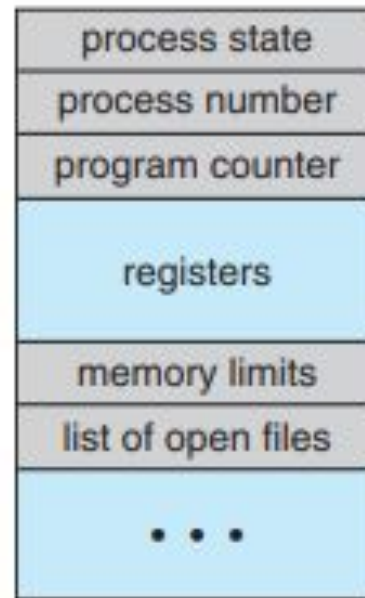 process state
process number
program counter
registers
memory limits
list of open files
• • •